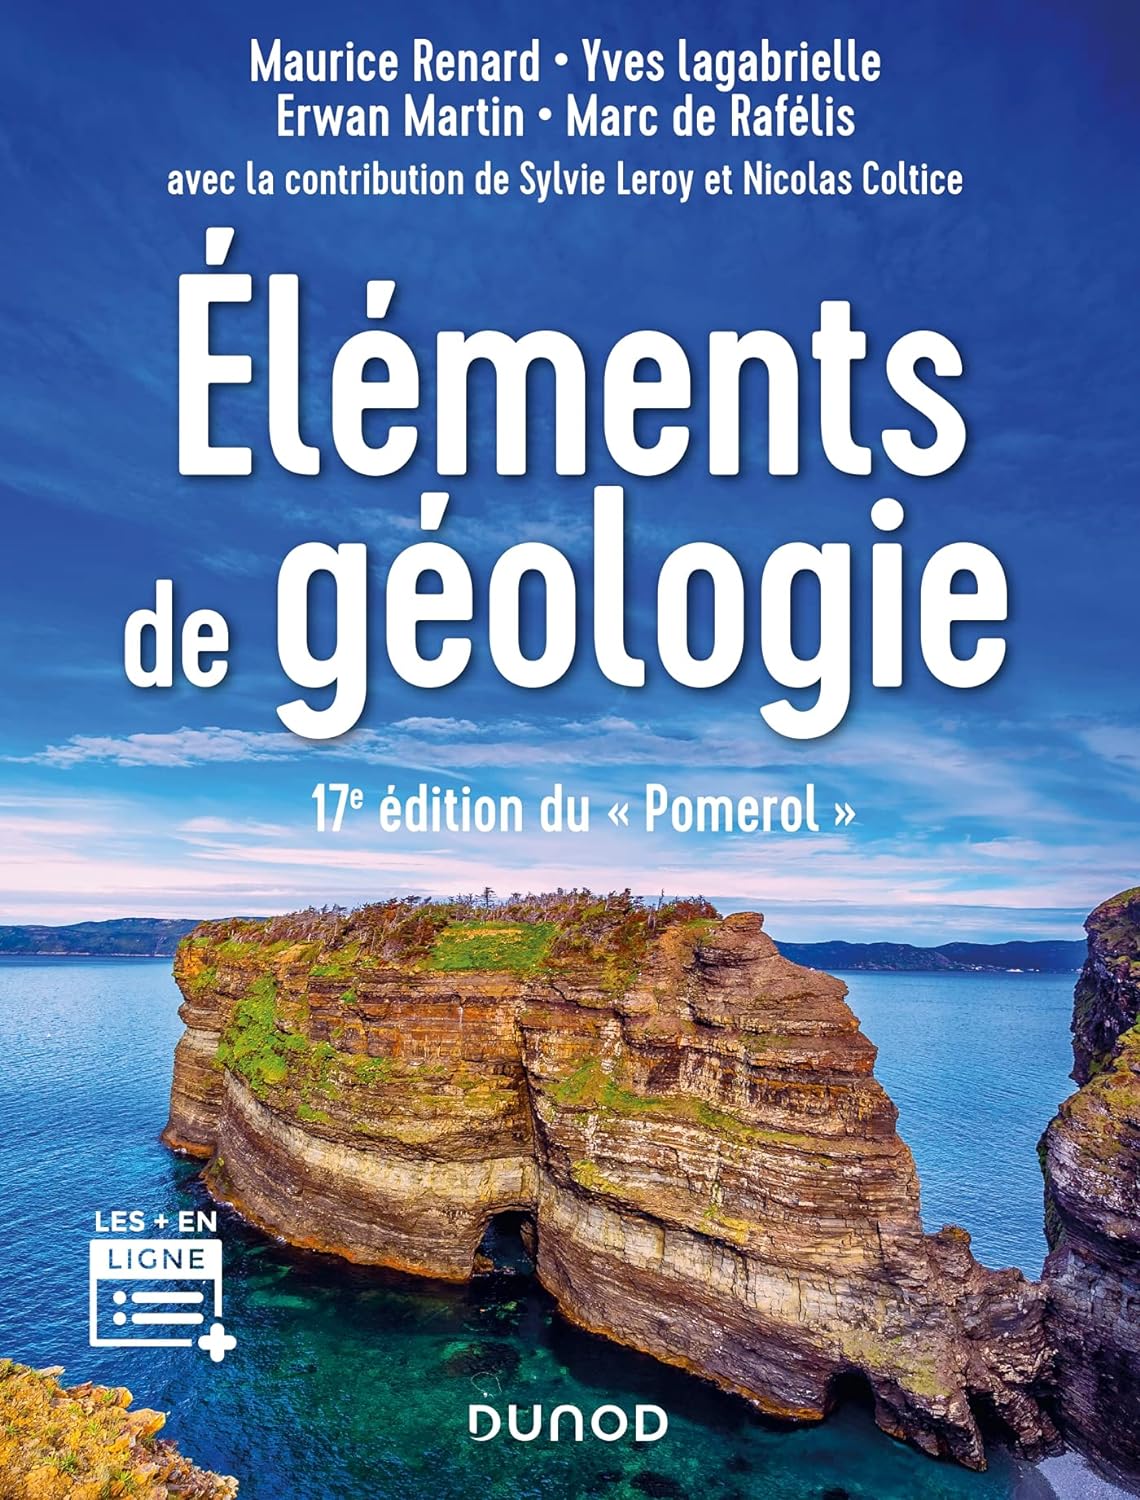 Maurice Renard • Yves lagabrielle
Erwan Martin • Marc de Rafélis
avec la contribution de Sylvie Leroy et Nicolas Coltice
Éléments
de géologie
17e édition du « Pomerol »
LES + EN
LIGNE
DUNOD